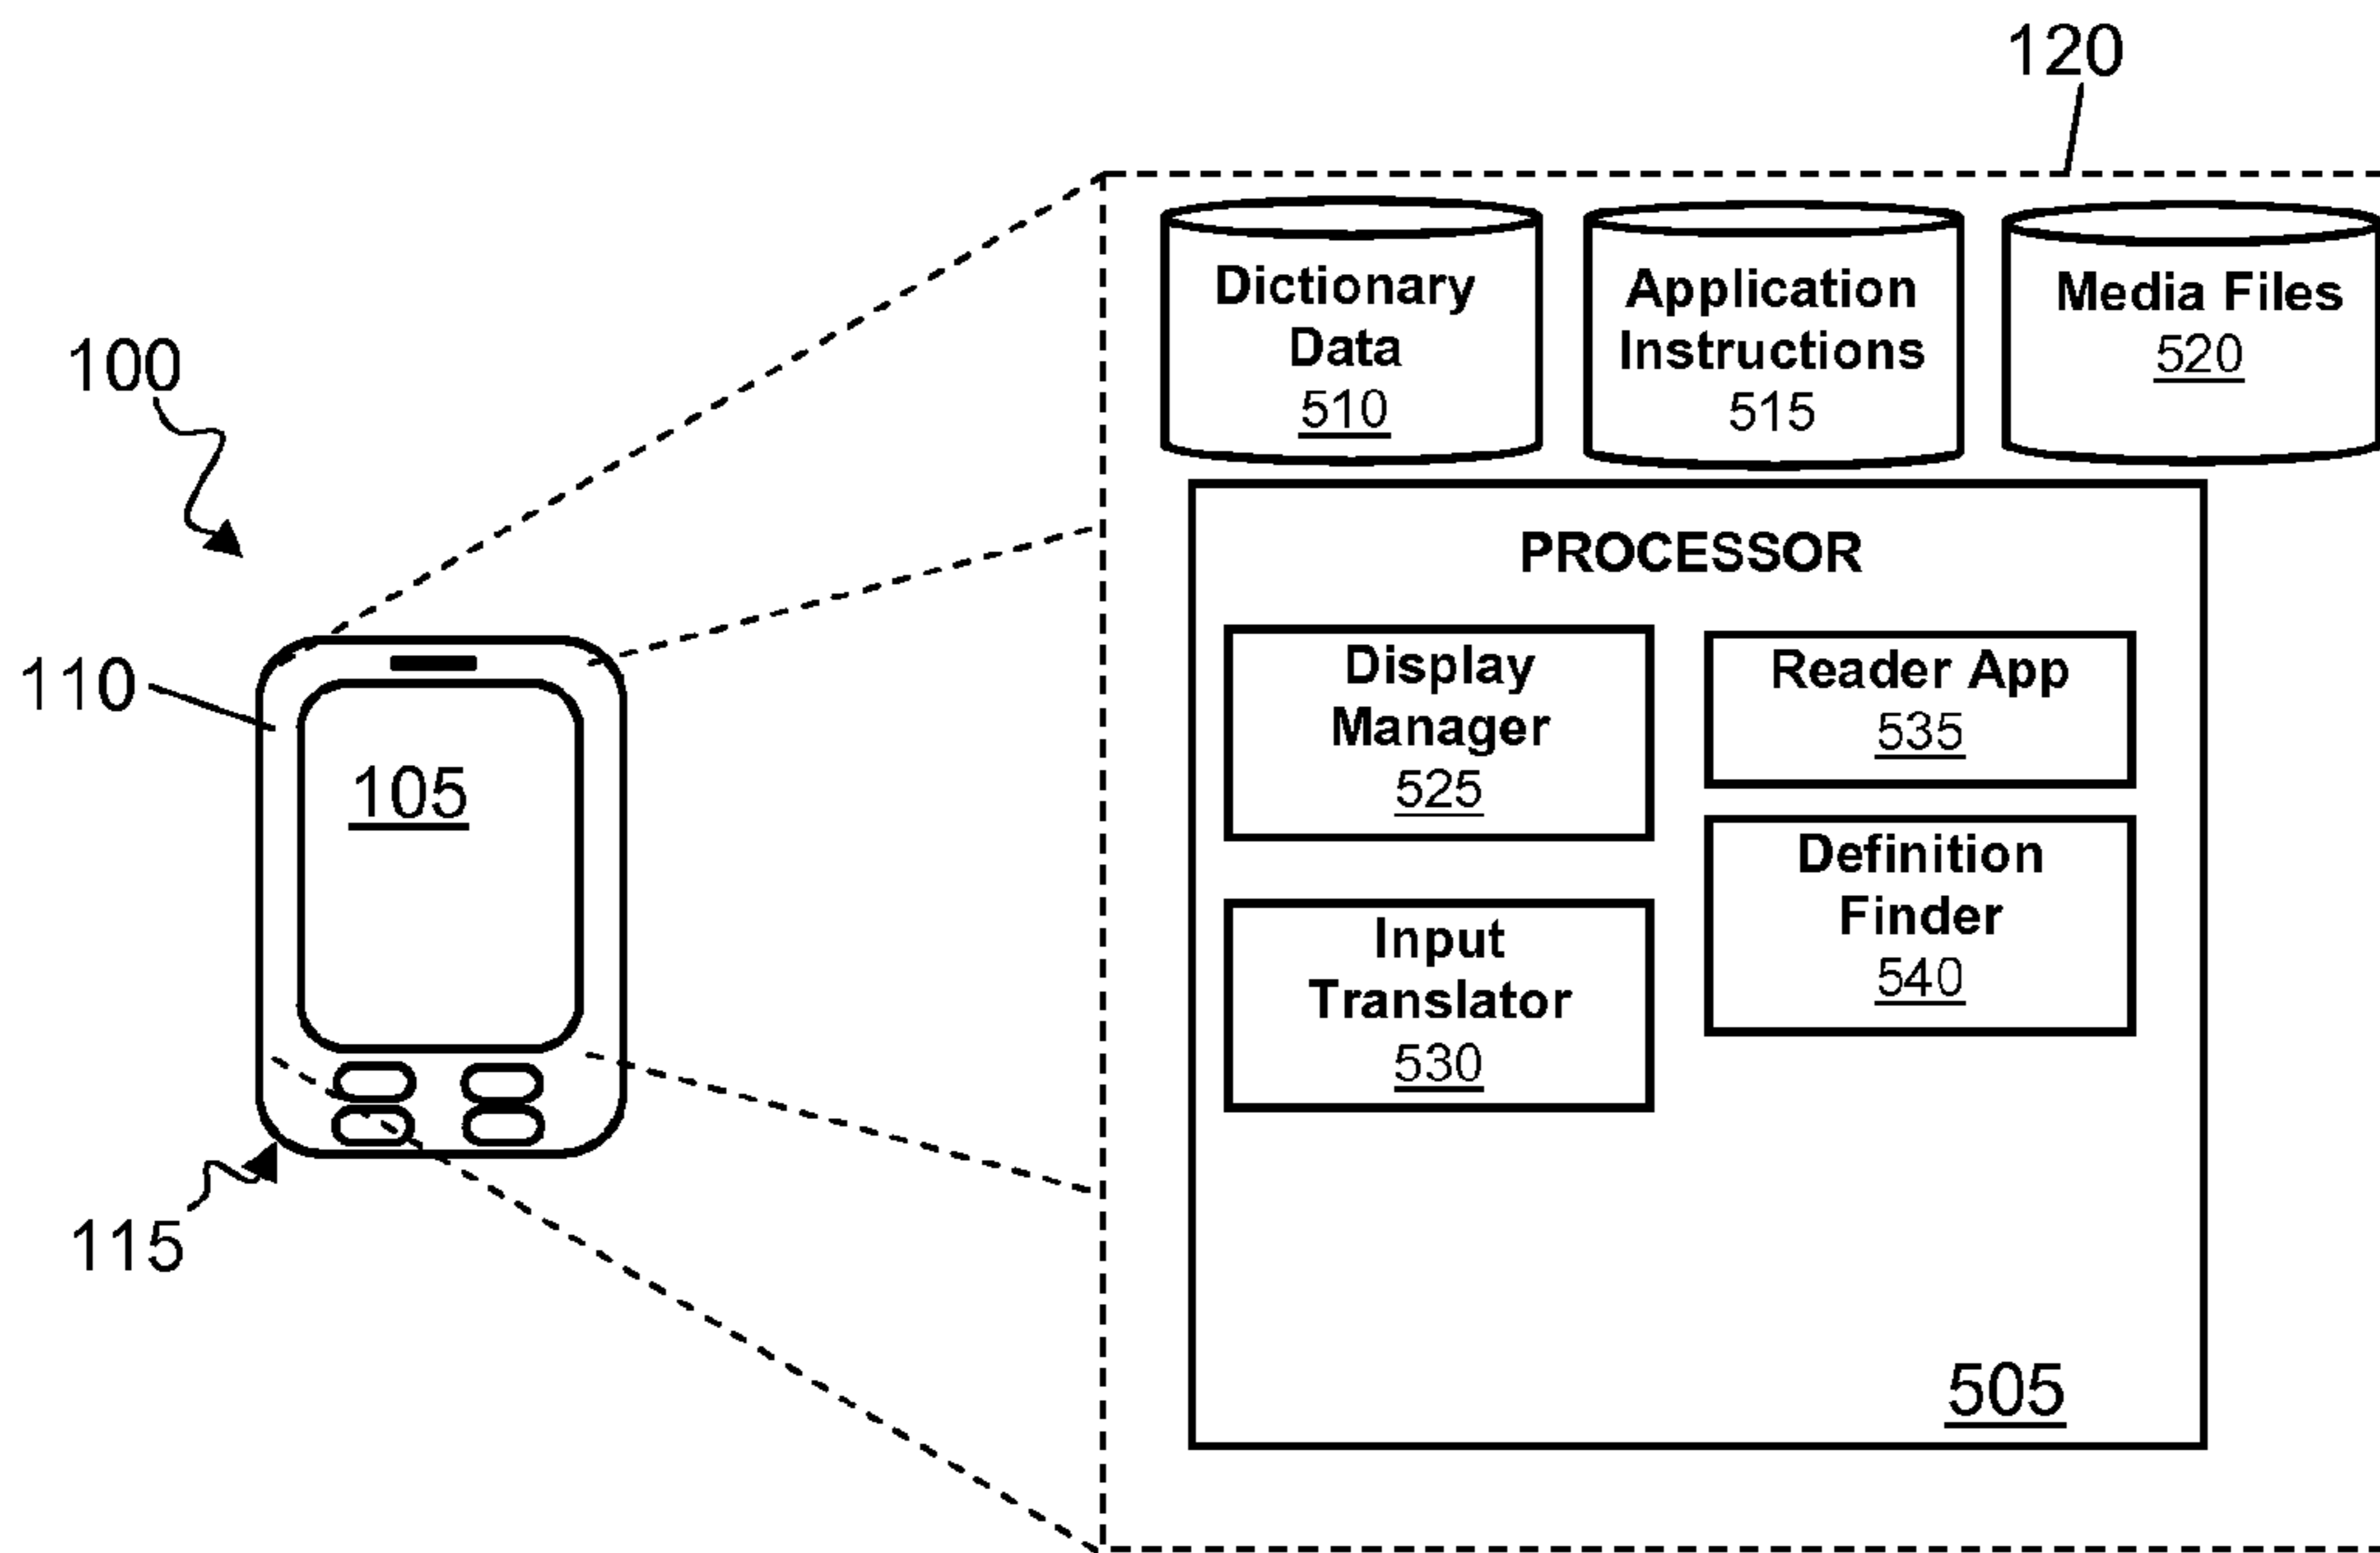 120
Dictionary
Data
510
Application
Instructions
515
Media Files
520
100
PROCESSOR
110
105
Display
Manager
525
Reader App
535
Definition
Finder
540
Input
Translator
530
115
505